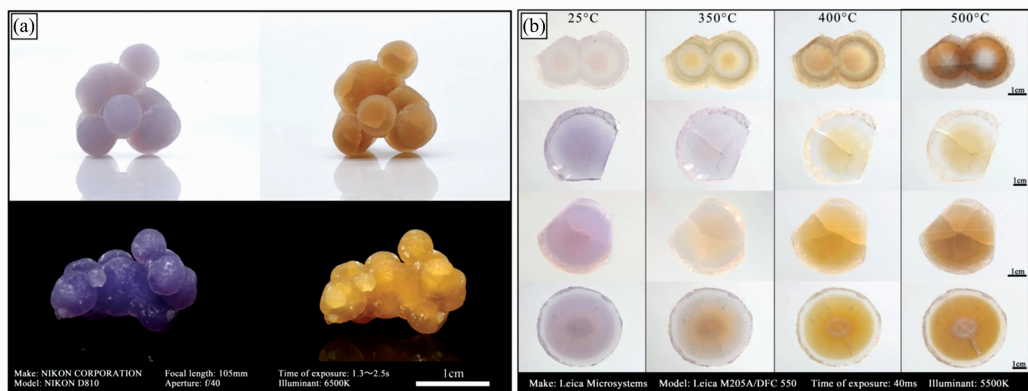 (a)
Make: NIKON CORPORATION Focal length: 105mm Time of exposure: 1.3～2.5s
Model: NIKON D810 Aperture: f/40 Illuminant: 6500K
1cm
(b)
25°C 350°C 400°C 500°C
1cm
1cm
1cm
1cm
Make: Leica Microsystems Model: Leica M205A/DFC 550 Time of exposure: 40ms Illuminant: 5500K